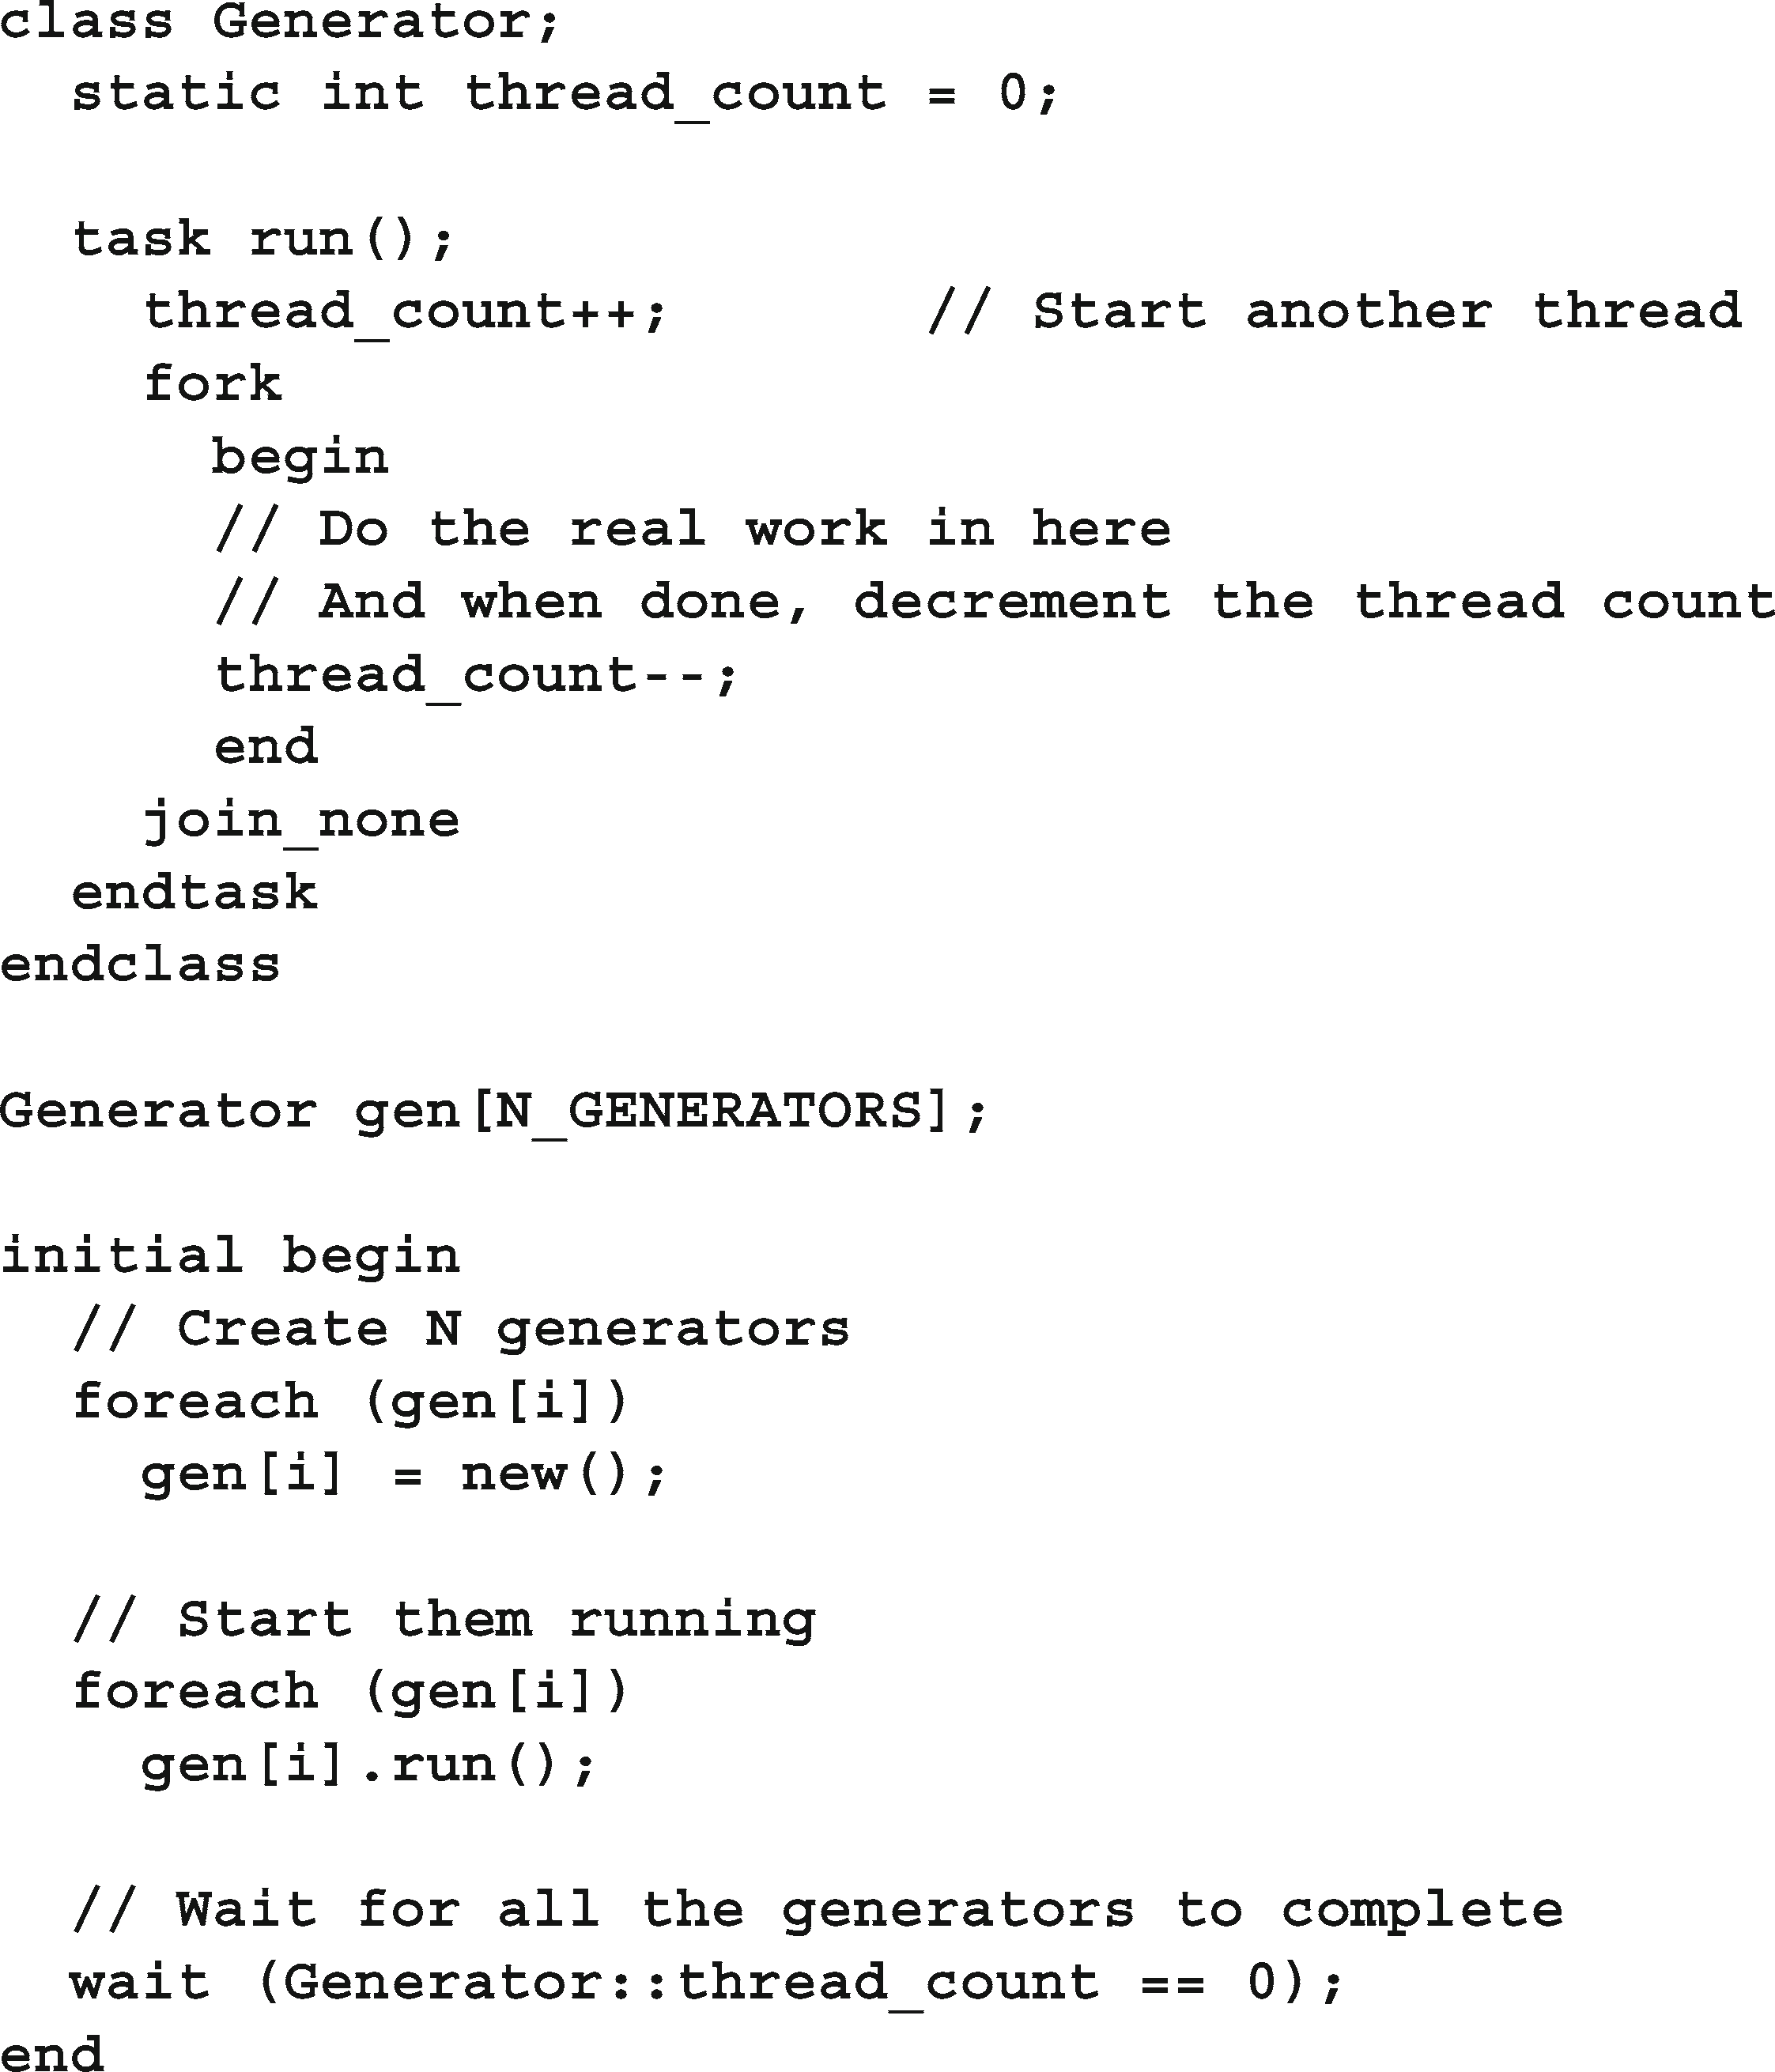 class Generator;
  static int thread_count = 0;

  task run();
    thread_count++;       // Start another thread
    fork
      begin
      // Do the real work in here
      // And when done, decrement the thread count
      thread_count--;
      end
    join_none
  endtask
endclass

Generator gen[N_GENERATORS];

initial begin
  // Create N generators
  foreach (gen[i])
    gen[i] = new();

  // Start them running
  foreach (gen[i])
    gen[i].run();

  // Wait for all the generators to complete
  wait (Generator::thread_count == 0);
end